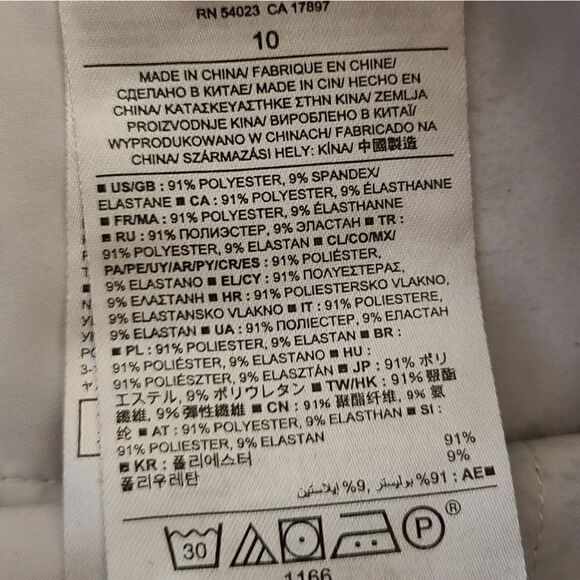 RN 54023 CA 17897
10
MADE IN CHINA/ FABRIQUE EN CHINE/
СДЕЛАНО В КИТАЕ/ MADE IN CIN/ HECHO EN
CHINA/ ΚΑΤΑΣΚΕΥΑΣΤΗΚΕ ΣΤΗΝ ΚΙΝΑ/ ZEMLJA
PROIZVODNJE KINA/ ВИРОБЛЕНО В КИТАЇ/
WYPRODUKOWANO W CHINACH/ FABRICADO NA
CHINA/ SZÁRMAZÁSI HELY: KÍNA/ 中國製造
■ US/GB : 91% POLYESTER, 9% SPANDEX/
ELASTANE ■ CA : 91% POLYESTER, 9% ÉLASTHANNE
■ FR/MA : 91% POLYESTER, 9% ÉLASTHANNE
■ RU : 91% ПОЛИЭСТЕР, 9% ЭЛАСТАН ■ TR :
91% POLYESTER, 9% ELASTAN ■ CL/CO/MX/
PA/PE/UY/AR/PY/CR/ES : 91% POLIÉSTER,
9% ELASTANO ■ EL/CY : 91% ΠΟΛΥΕΣΤΕΡΑΣ,
9% ΕΛΑΣΤΑΝΗ ■ HR : 91% POLIESTERSKO VLAKNO,
9% ELASTANSKO VLAKNO ■ IT : 91% POLIESTERE,
9% ELASTAN ■ UA : 91% ПОЛІЕСТЕР, 9% ЕЛАСТАН
■ PL : 91% POLIESTER, 9% ELASTAN ■ BR :
91% POLIÉSTER, 9% ELASTANO ■ HU :
91% POLIÉSZTER, 9% ELASZTÁN ■ JP : 91% ポリ
エステル, 9% ポリウレタン ■ TW/HK : 91% 聚酯
纖維, 9% 彈性纖維 ■ CN : 91% 聚酯纤维, 9% 氨
纶 ■ AT : 91% POLYESTER, 9% ELASTHAN ■ SI :
91% POLIESTER, 9% ELASTAN
■ KR : 폴리에스터 91%
폴리우레탄 9%
■AE : 91% بوليستر, 9% إيلاستين
30 P ®
1166